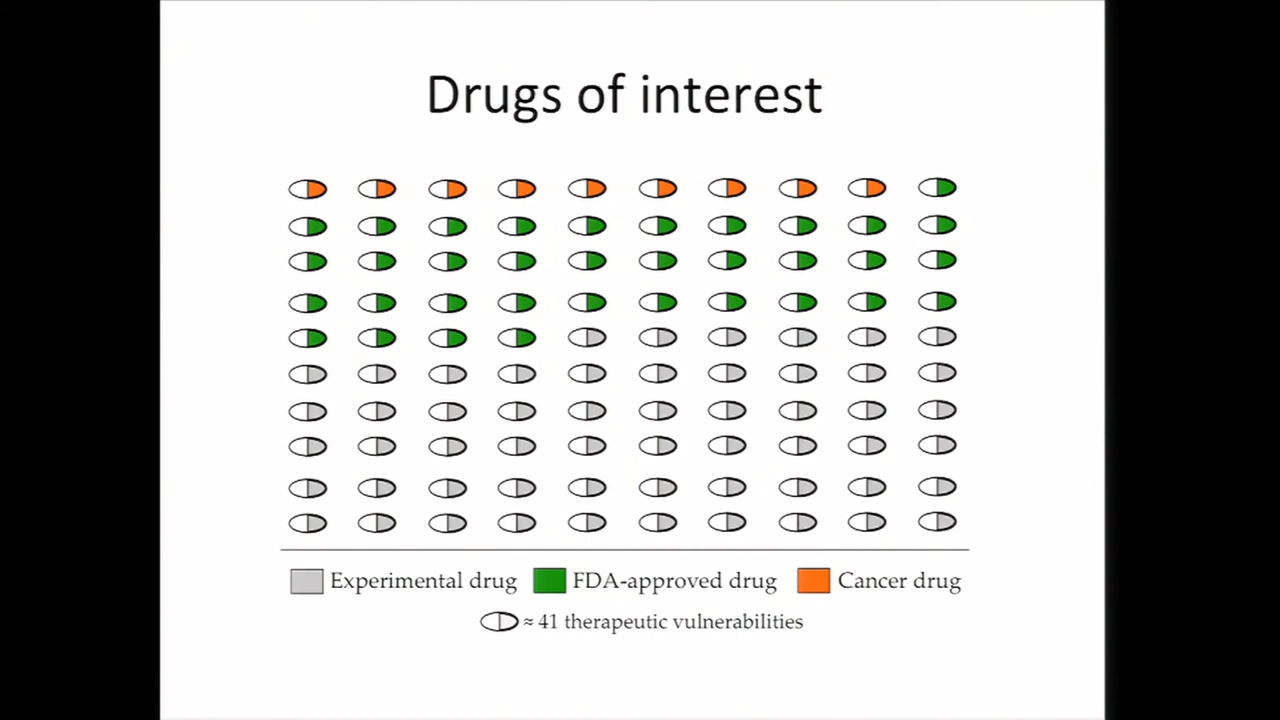 Drugs of interest
Experimental drug FDA-approved drug Cancer drug
≈ 41 therapeutic vulnerabilities